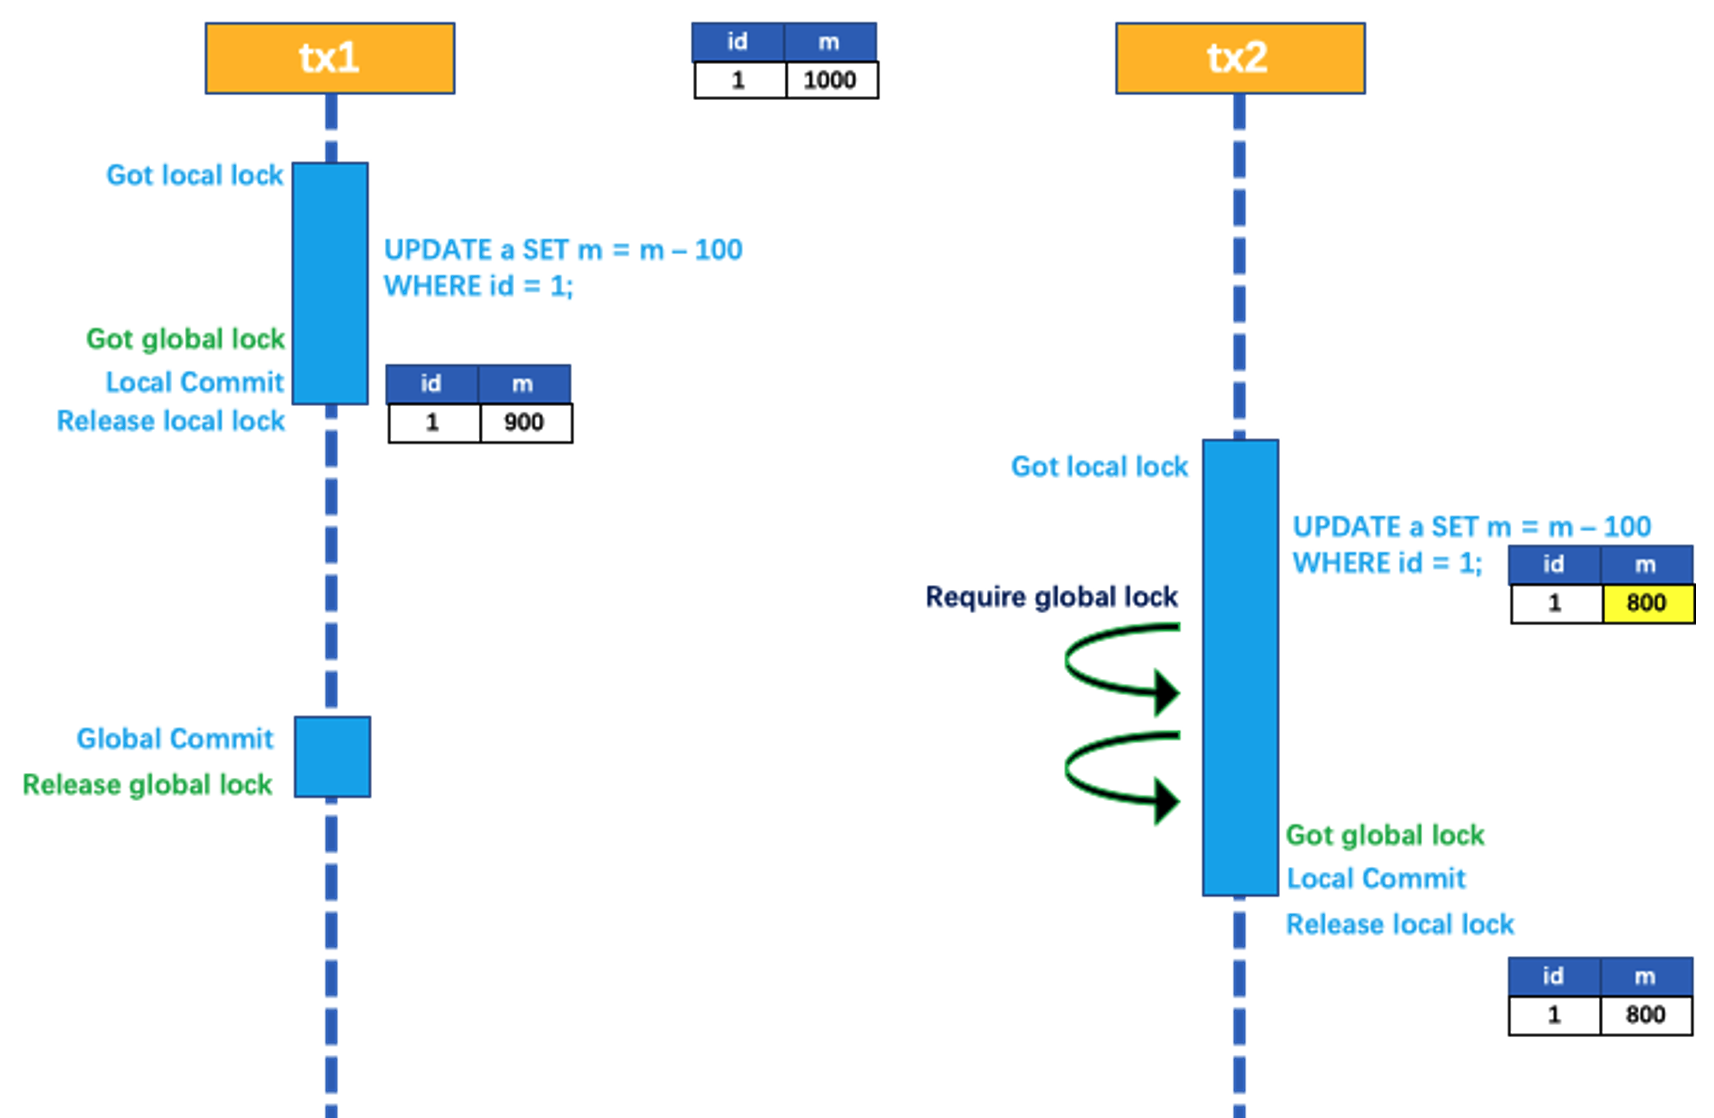 tx1
id m
1 1000
tx2
Got local lock
UPDATE a SET m = m – 100
WHERE id = 1;
Got global lock
Local Commit
Release local lock
id m
1 900
Got local lock
UPDATE a SET m = m – 100
WHERE id = 1;
id m
1 800
Require global lock
Global Commit
Release global lock
Got global lock
Local Commit
Release local lock
id m
1 800